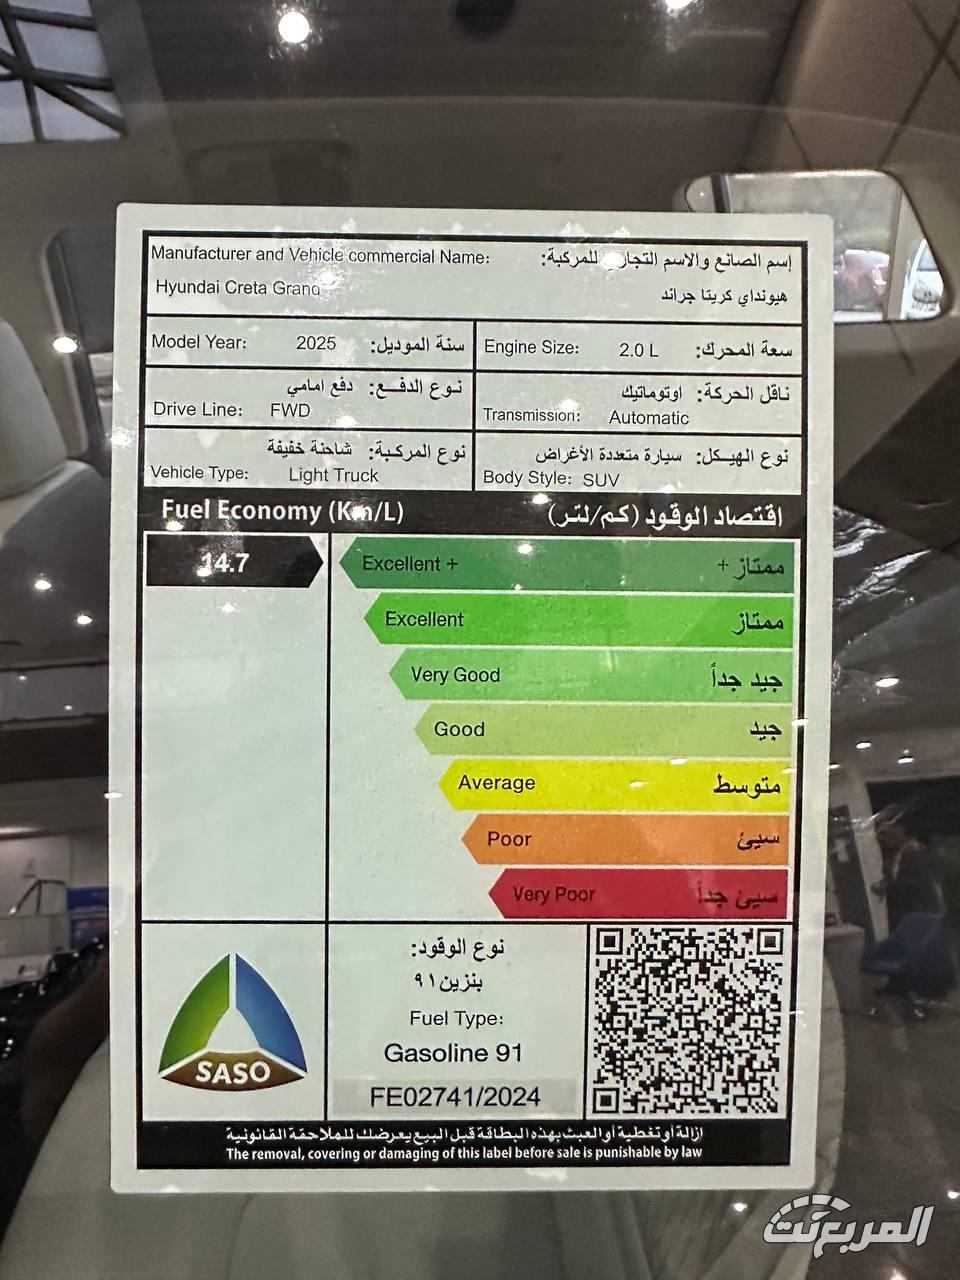 Manufacturer and Vehicle commercial Name: إسم الصانع والاسم التجاري للمركبة:
Hyundai Creta Grand هيونداي كريتا جراند
Model Year: 2025 سنة الموديل:
Engine Size: 2.0 L سعة المحرك:
نوع الدفع: دفع امامي
Drive Line: FWD
ناقل الحركة: اوتوماتيك
Transmission: Automatic
نوع المركبة: شاحنة خفيفة
Vehicle Type: Light Truck
نوع الهيكل: سيارة متعددة الأغراض
Body Style: SUV
Fuel Economy (Km/L) اقتصاد الوقود (كم/لتر)
14.7
Excellent + ممتاز +
Excellent ممتاز
Very Good جيد جداً
Good جيد
Average متوسط
Poor سيئ
Very Poor سيئ جداً
SASO
نوع الوقود:
بنزين ٩١
Fuel Type:
Gasoline 91
FE02741/2024
ازالة أو تغطية أو العبث بهذه البطاقة قبل البيع يعرضك للملاحقة القانونية
The removal, covering or damaging of this label before sale is punishable by law
المربع نت